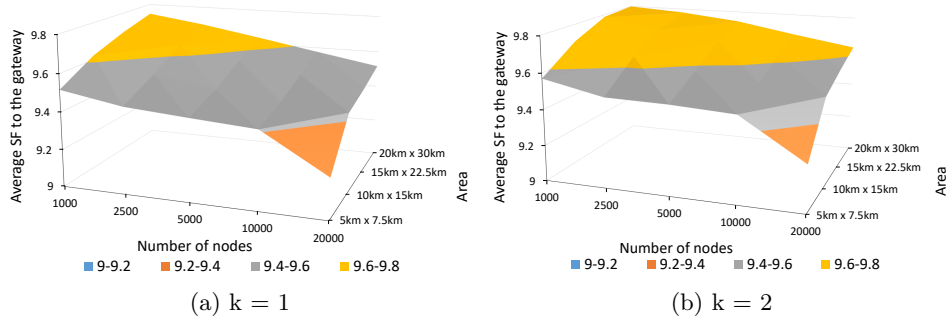 Average SF to the gateway
9.8
9.6
9.4
9.2
9
1000
2500
5000
10000
20000
Number of nodes
20km x 30km
15km x 22.5km
10km x 15km
5km x 7.5km
Area
9-9.2
9.2-9.4
9.4-9.6
9.6-9.8
(a) k = 1
Average SF to the gateway
9.8
9.6
9.4
9.2
9
1000
2500
5000
10000
20000
Number of nodes
20km x 30km
15km x 22.5km
10km x 15km
5km x 7.5km
Area
9-9.2
9.2-9.4
9.4-9.6
9.6-9.8
(b) k = 2